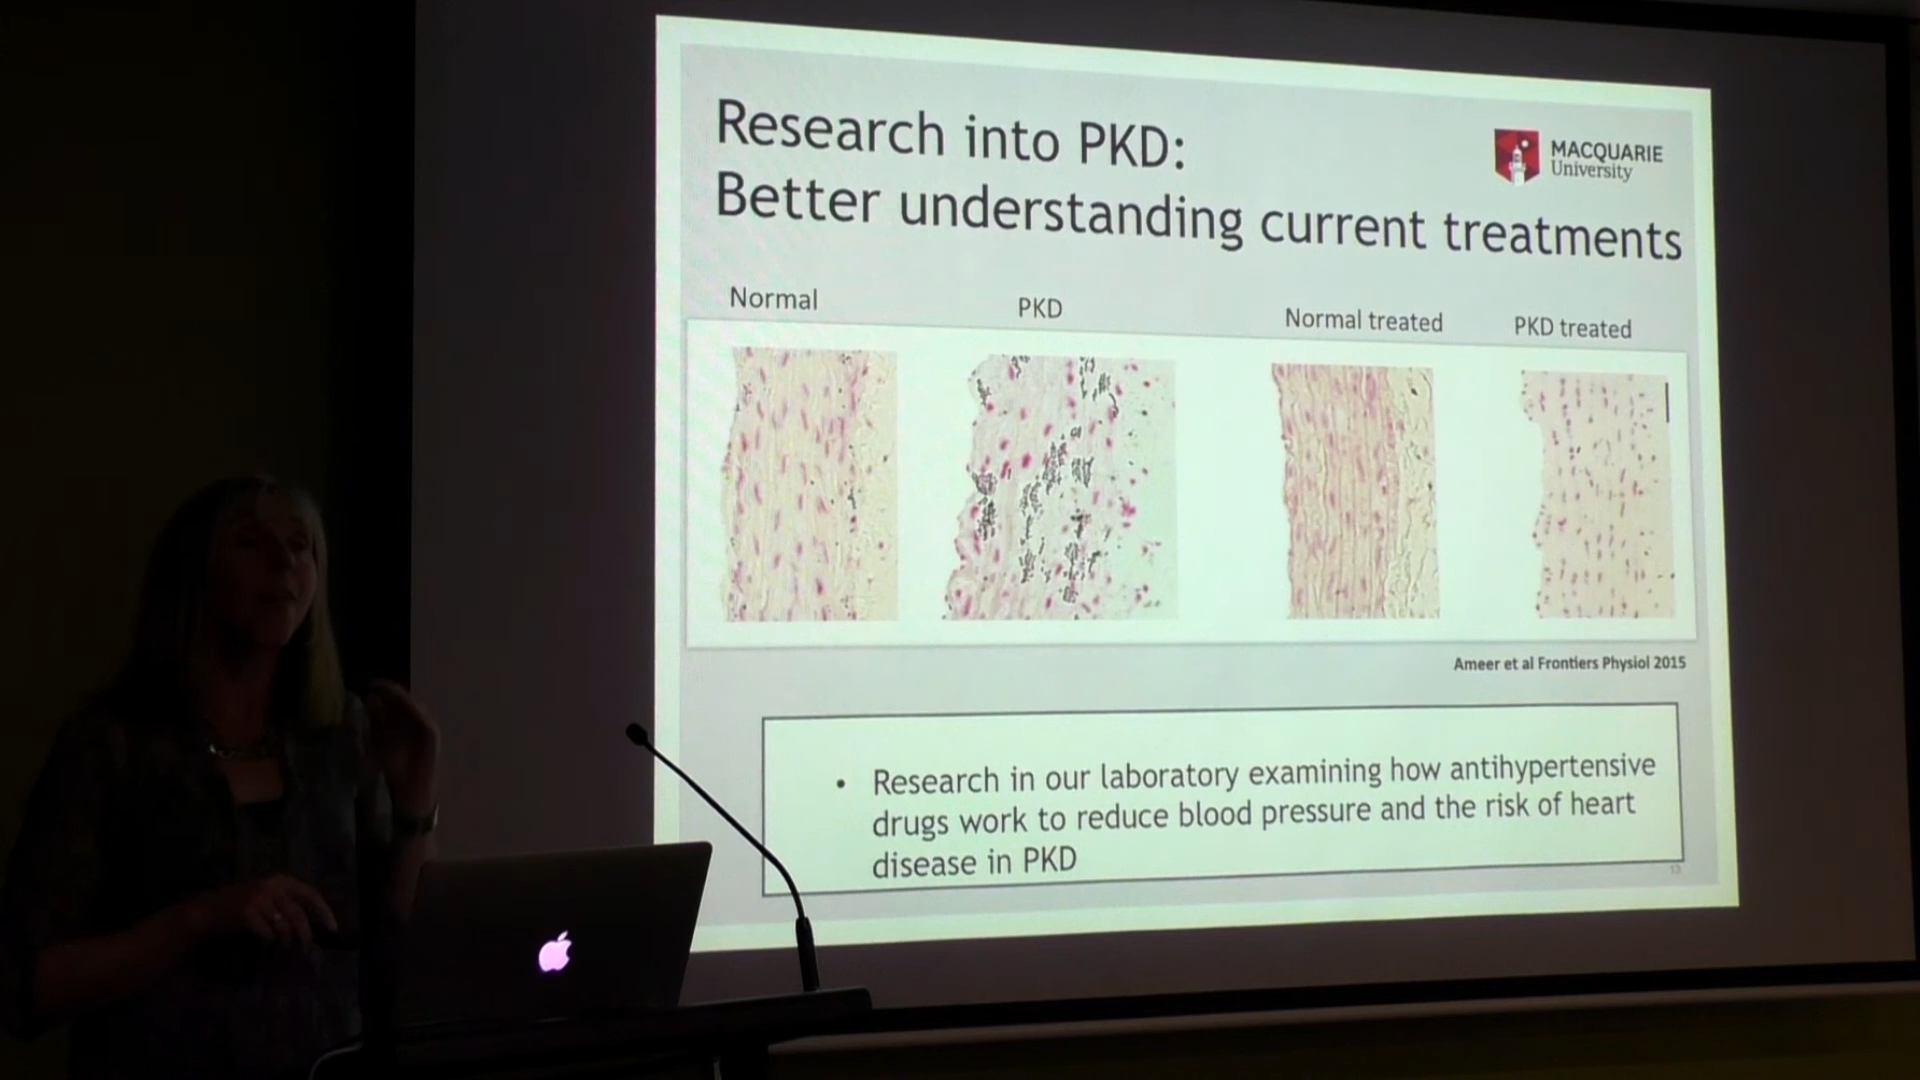 Research into PKD:
Better understanding current treatments
MACQUARIE
University
Normal
PKD
Normal treated
PKD treated
Ameer et al Frontiers Physiol 2015
• Research in our laboratory examining how antihypertensive
drugs work to reduce blood pressure and the risk of heart
disease in PKD
13